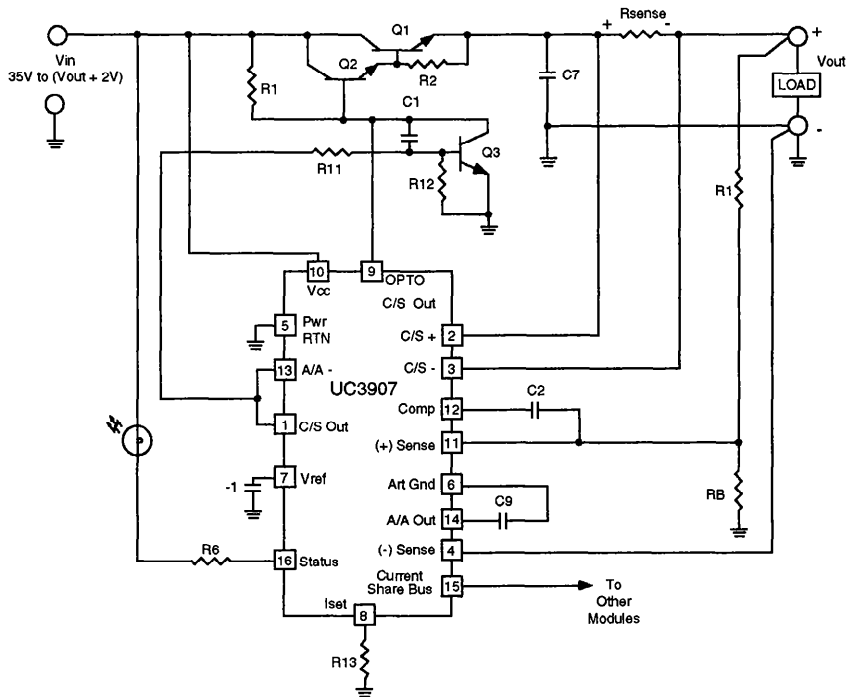 Q1
Rsense
+
-
+
Vin
35V to (Vout + 2V)
Q2
R2
R1
C7
Vout
LOAD
-
C1
Q3
R11
R12
R1
10
Vcc
9
OPTO
C/S Out
5
Pwr
RTN
C/S +
2
13
A/A -
C/S -
3
UC3907
C2
Comp
12
1
C/S Out
(+) Sense
11
-1
7
Vref
Art Gnd
6
RB
C9
A/A Out
14
R6
16
Status
(-) Sense
4
Current
Share Bus
15
To
Other
Modules
Iset
8
R13